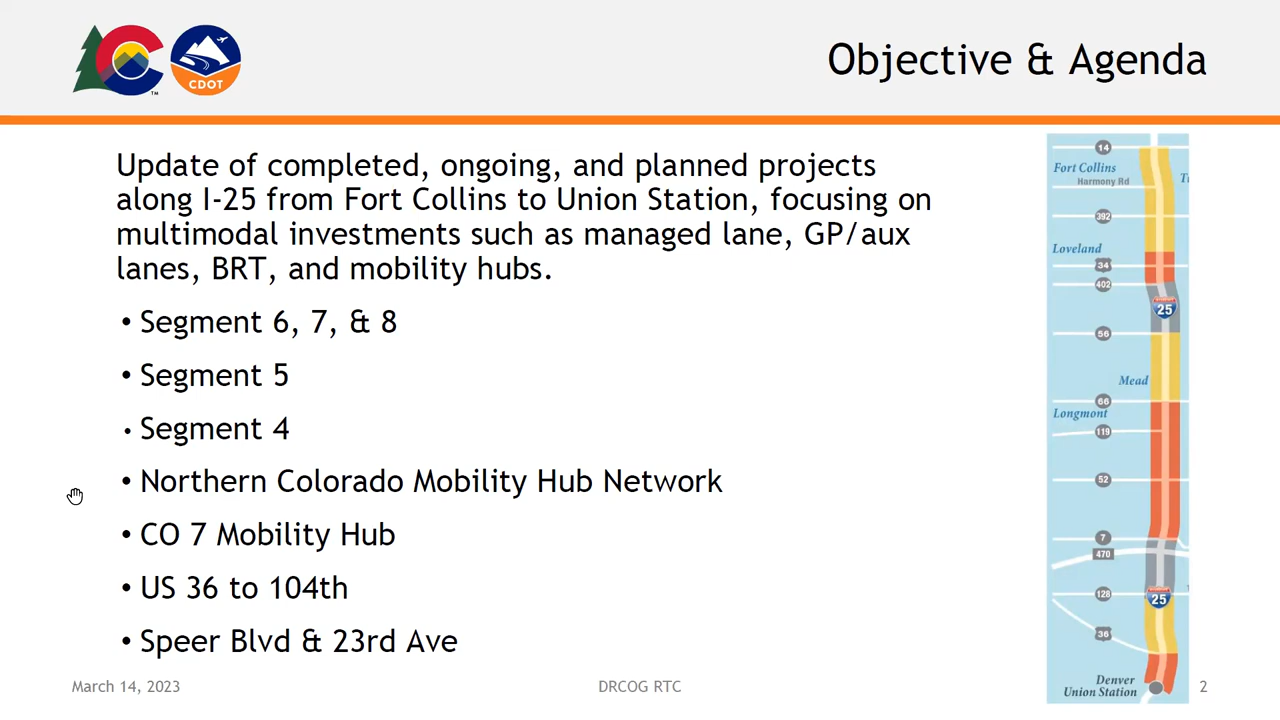 CDOT
TM
Objective & Agenda
Update of completed, ongoing, and planned projects
along I-25 from Fort Collins to Union Station, focusing on
multimodal investments such as managed lane, GP/aux
lanes, BRT, and mobility hubs.
• Segment 6, 7, & 8
• Segment 5
• Segment 4
• Northern Colorado Mobility Hub Network
• CO 7 Mobility Hub
• US 36 to 104th
• Speer Blvd & 23rd Ave
14
Fort Collins
Harmony Rd
392
Loveland
34
402
25
56
Mead
66
Longmont
119
52
7
470
128
25
36
Denver
Union Station
March 14, 2023
DRCOG RTC
2